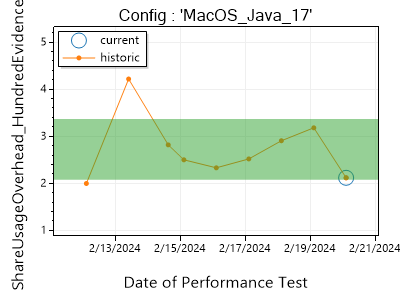 Config : 'MacOS_Java_17'
current
historic
ShareUsageOverhead_HundredEvidence
5
4
3
2
1
2/13/2024
2/15/2024
2/17/2024
2/19/2024
2/21/2024
Date of Performance Test